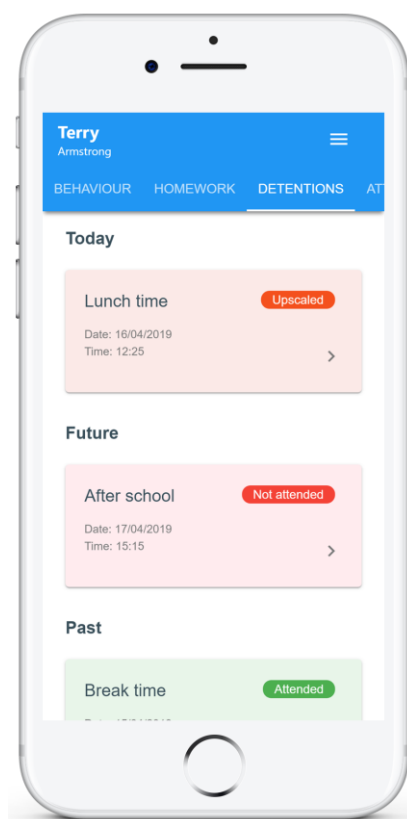 Terry
Armstrong
BEHAVIOUR HOMEWORK DETENTIONS AT
Today
Lunch time Upscaled
Date: 16/04/2019
Time: 12:25
Future
After school Not attended
Date: 17/04/2019
Time: 15:15
Past
Break time Attended